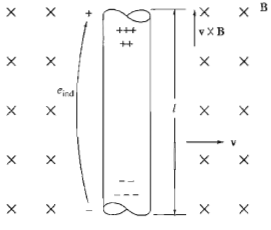 B
+
+++
++
v × B
e_ind
l
v
– –
– – –
–